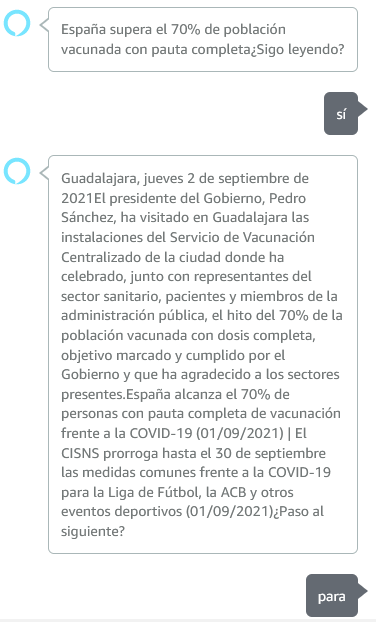 España supera el 70% de población
vacunada con pauta completa¿Sigo leyendo?
sí
Guadalajara, jueves 2 de septiembre de
2021El presidente del Gobierno, Pedro
Sánchez, ha visitado en Guadalajara las
instalaciones del Servicio de Vacunación
Centralizado de la ciudad donde ha
celebrado, junto con representantes del
sector sanitario, pacientes y miembros de la
administración pública, el hito del 70% de la
población vacunada con dosis completa,
objetivo marcado y cumplido por el
Gobierno y que ha agradecido a los sectores
presentes.España alcanza el 70% de
personas con pauta completa de vacunación
frente a la COVID-19 (01/09/2021) | El
CISNS prorroga hasta el 30 de septiembre
las medidas comunes frente a la COVID-19
para la Liga de Fútbol, la ACB y otros
eventos deportivos (01/09/2021)¿Paso al
siguiente?
para